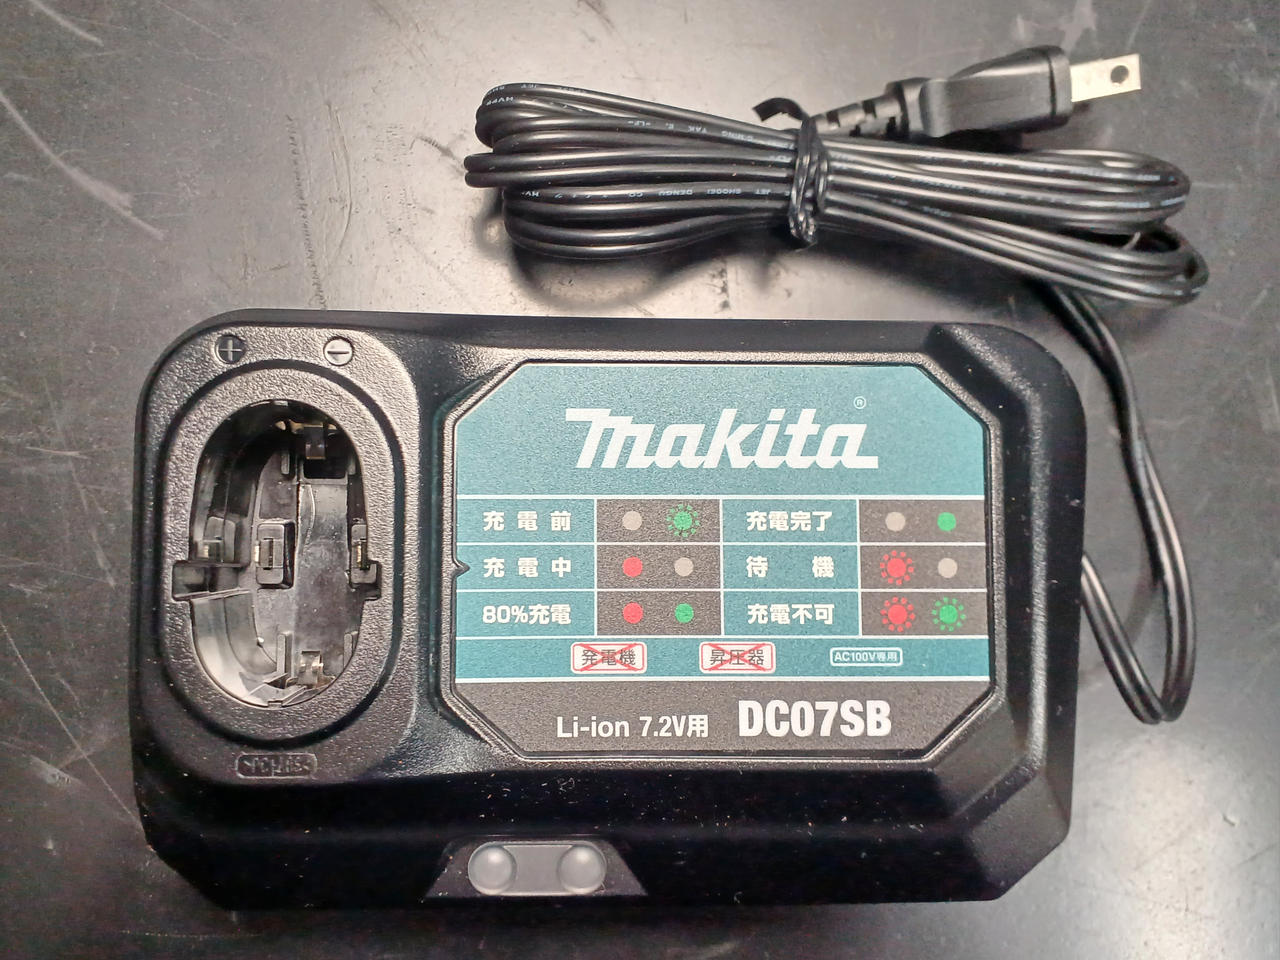 + −
makita®
充電前 充電完了
充電中 待機
80%充電 充電不可
発電機 昇圧器 AC100V専用
Li-ion 7.2V用 DC07SB